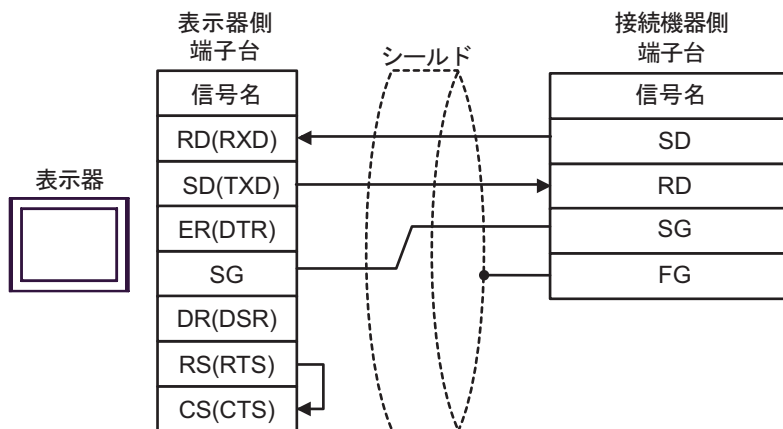 表示器側
端子台
シールド
接続機器側
端子台
表示器
信号名
RD(RXD)
SD(TXD)
ER(DTR)
SG
DR(DSR)
RS(RTS)
CS(CTS)
信号名
SD
RD
SG
FG